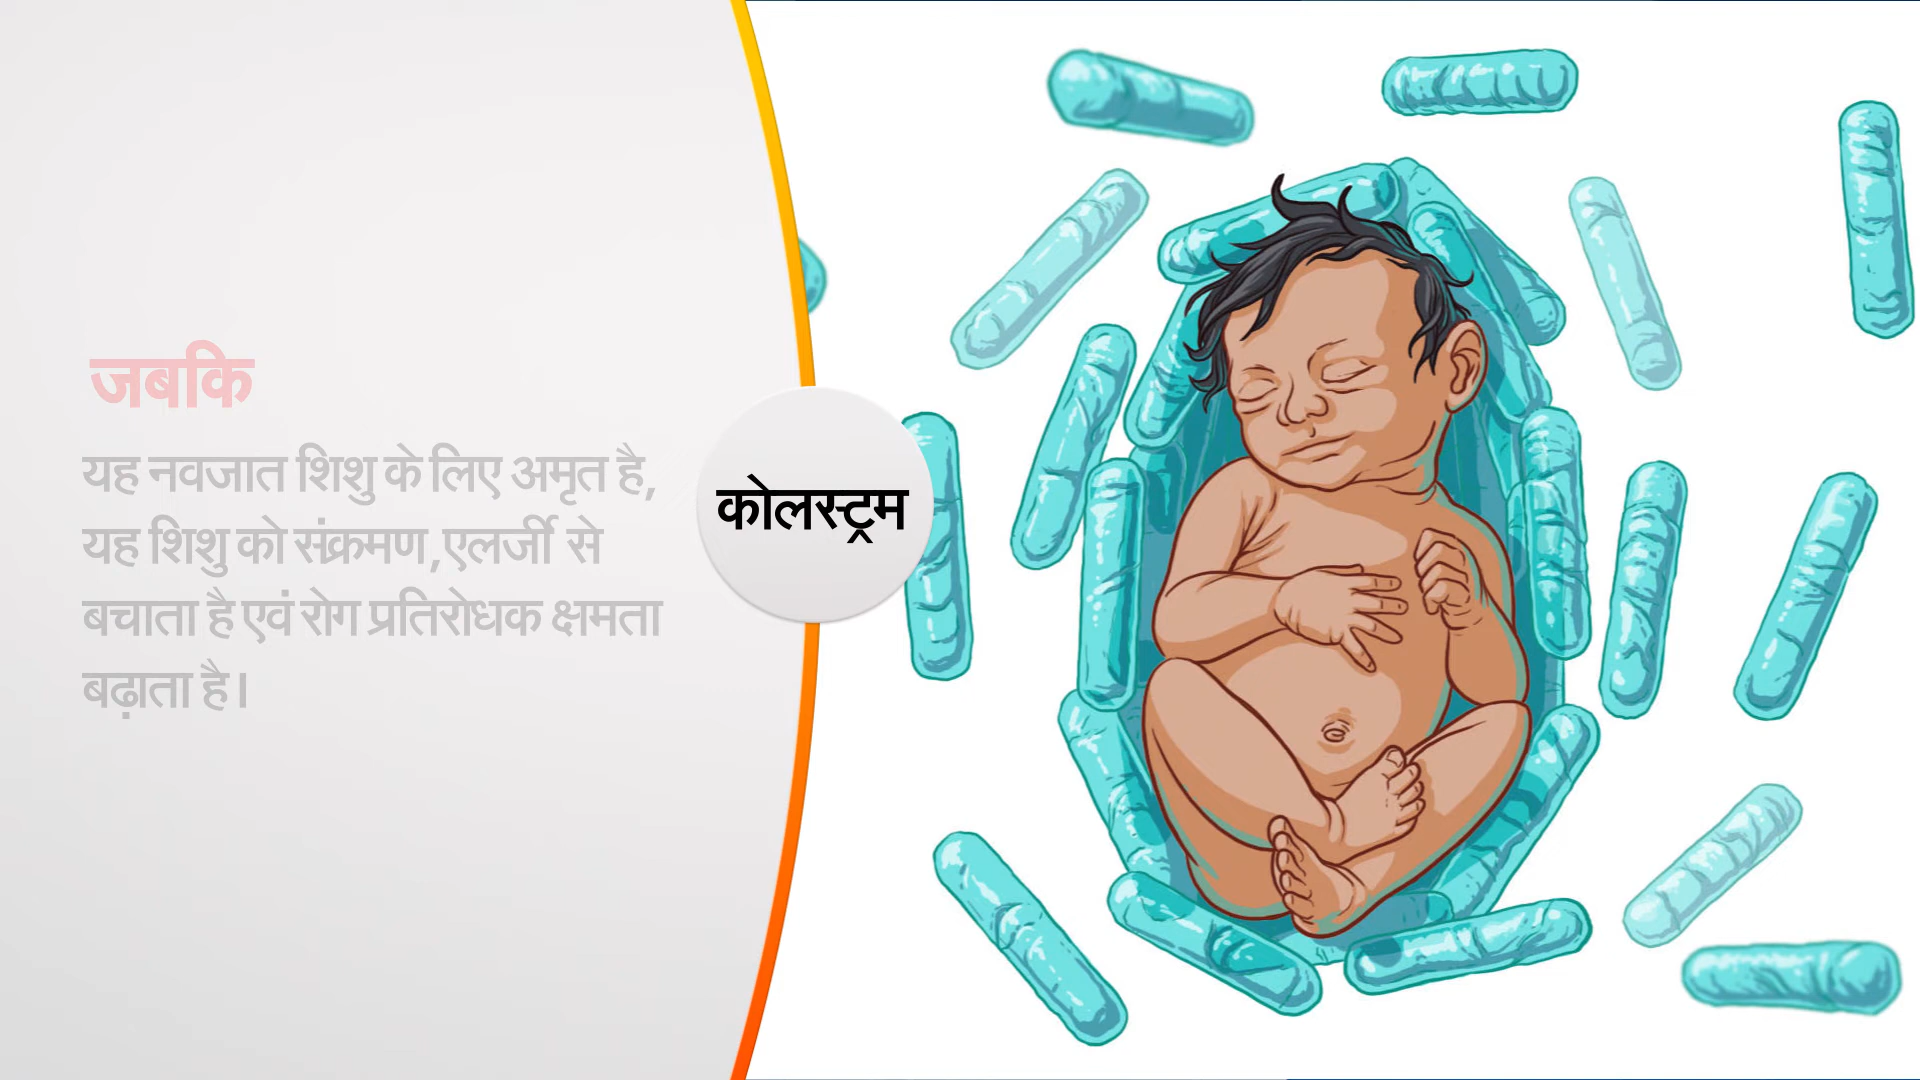 जबकि
यह नवजात शिशु के लिए अमृत है,
यह शिशु को संक्रमण,एलर्जी से
बचाता है एवं रोग प्रतिरोधक क्षमता
बढ़ाता है।
कोलस्ट्रम